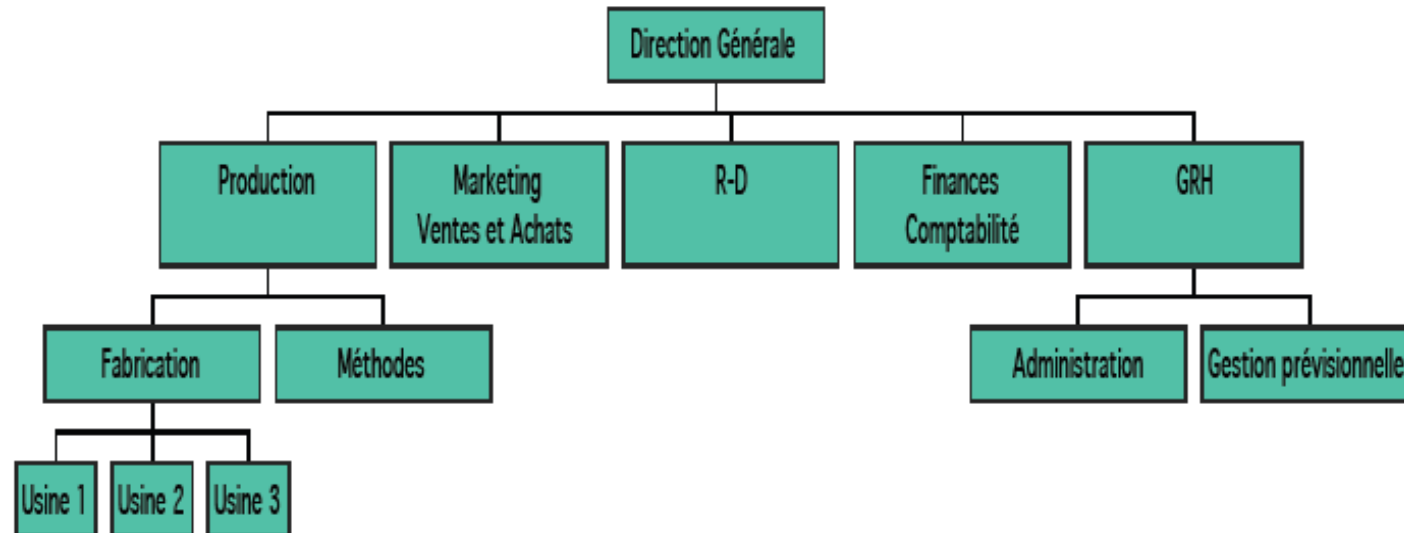 Direction Générale
Production
Marketing
Ventes et Achats
R-D
Finances
Comptabilité
GRH
Fabrication
Méthodes
Administration
Gestion prévisionnelle
Usine 1
Usine 2
Usine 3